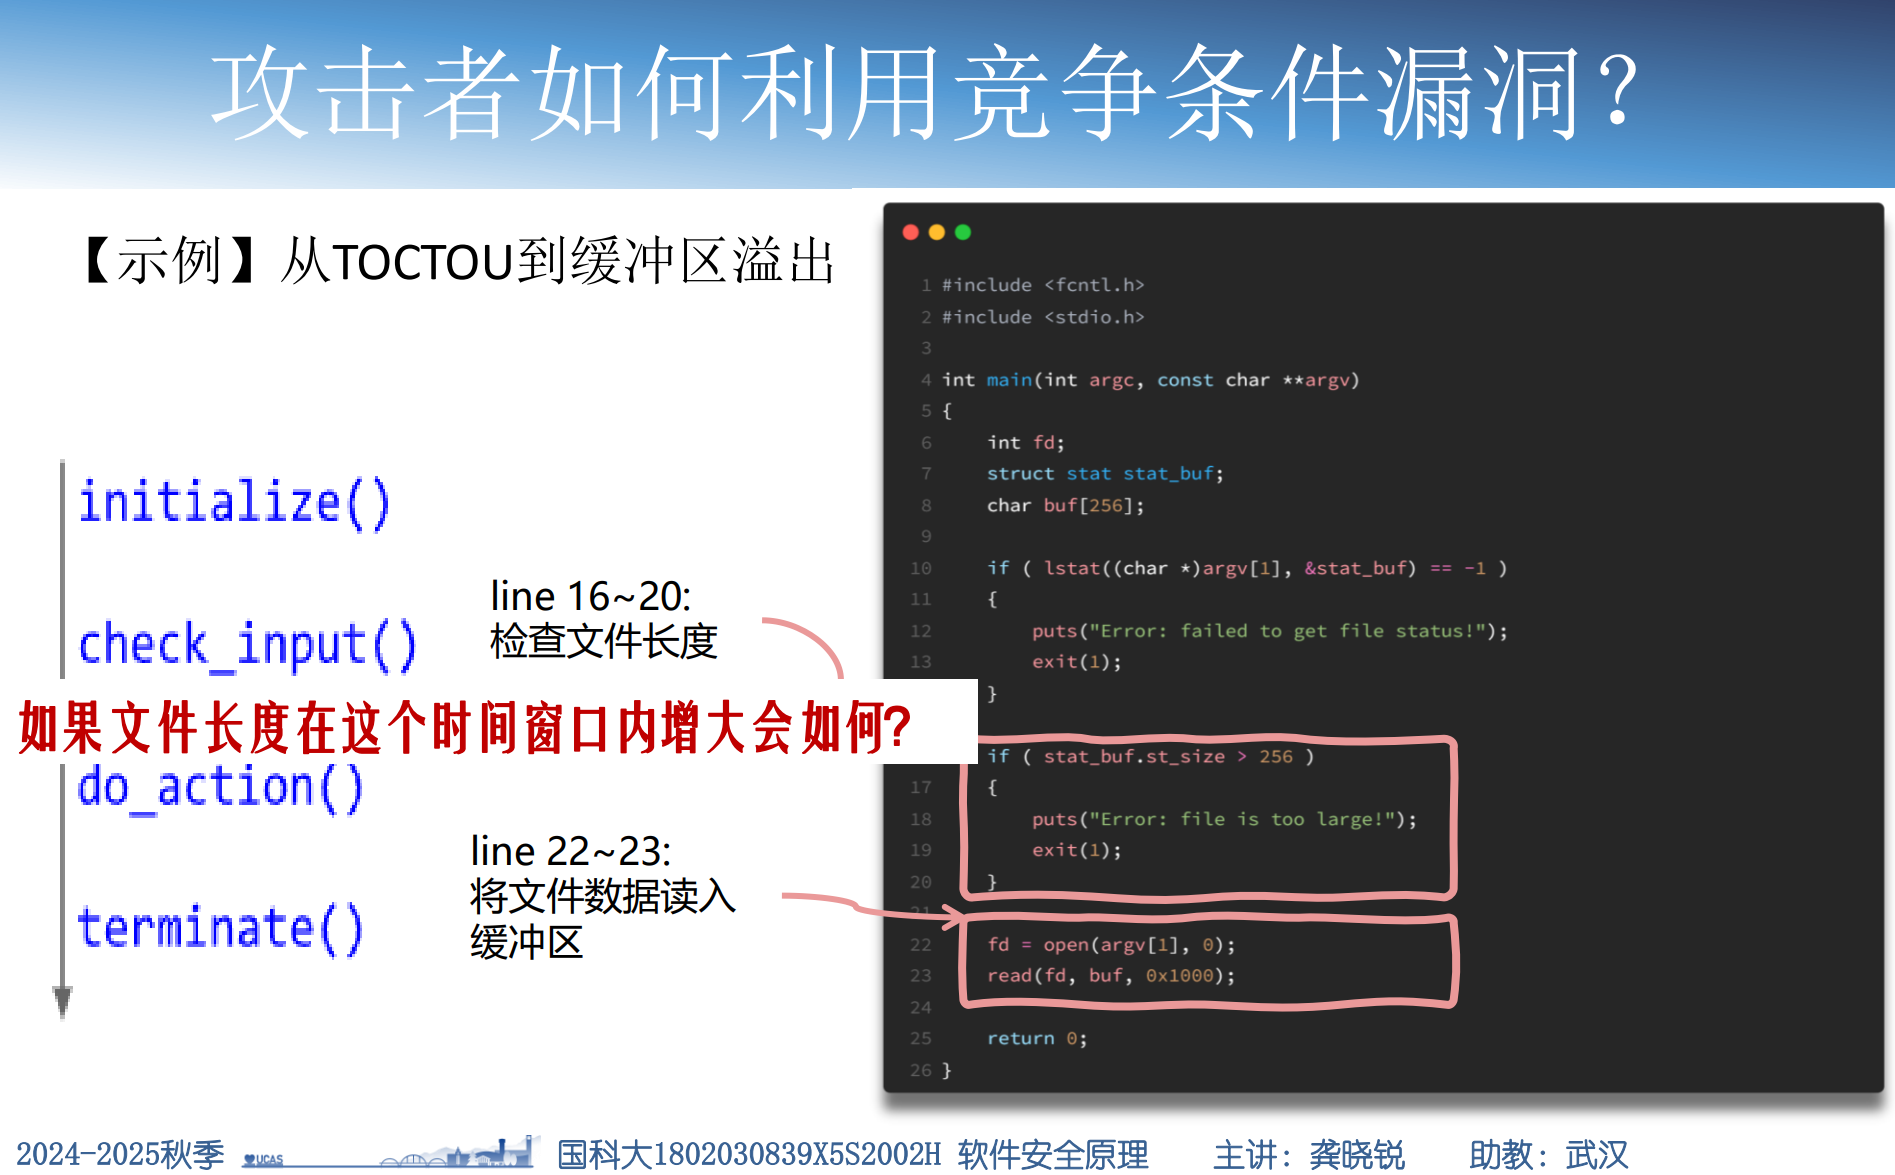 攻击者如何利用竞争条件漏洞？
【示例】从TOCTOU到缓冲区溢出
initialize()
check_input()
line 16~20:
检查文件长度
如果文件长度在这个时间窗口内增大会如何？
do_action()
line 22~23:
将文件数据读入
缓冲区
terminate()
1 #include <fcntl.h>
2 #include <stdio.h>
3
4 int main(int argc, const char **argv)
5 {
6     int fd;
7     struct stat stat_buf;
8     char buf[256];
9
10     if ( lstat((char *)argv[1], &stat_buf) == -1 )
11     {
12         puts("Error: failed to get file status!");
13         exit(1);
    }
    if ( stat_buf.st_size > 256 )
17     {
18         puts("Error: file is too large!");
19         exit(1);
20     }
21
22     fd = open(argv[1], 0);
23     read(fd, buf, 0x1000);
24
25     return 0;
26 }
2024-2025秋季 UCAS 国科大1802030839X5S2002H 软件安全原理 主讲：龚晓锐 助教：武汉